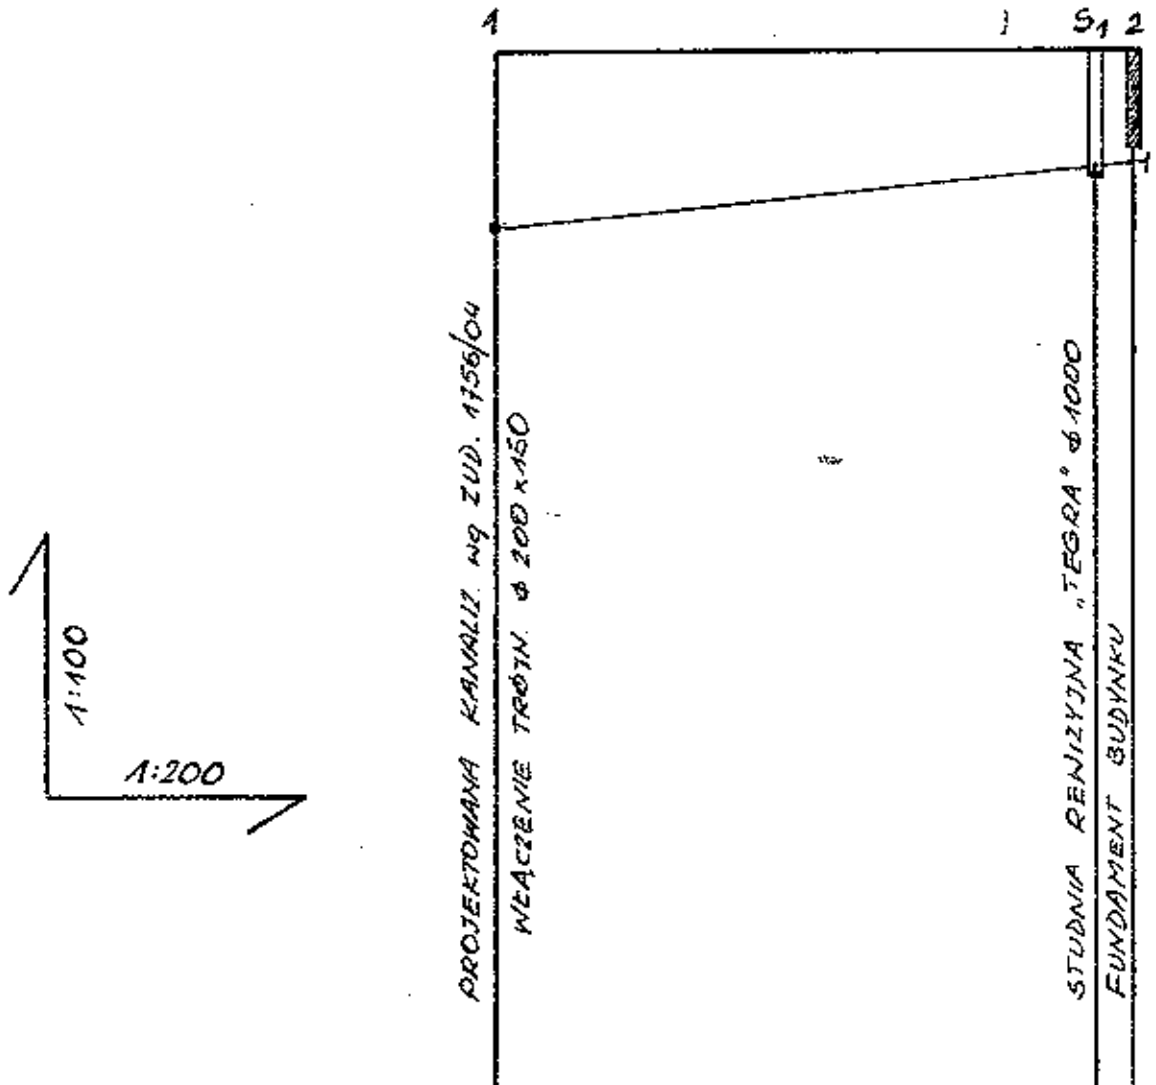 1
S1 2
PROJEKTOWANA KANALIZ. wg ZUD. 1756/04
WŁĄCZENIE TRÓJN. ϕ 200 x 150
STUDNIA REWIZYJNA „TEGRA" ϕ 1000
FUNDAMENT BUDYNKU
1:100
1:200